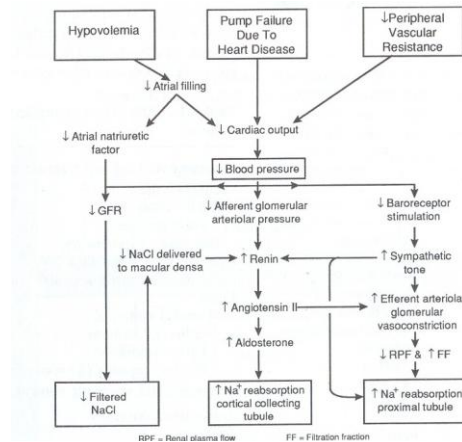 Hypovolemia
Pump Failure
Due To
Heart Disease
↓Peripheral
Vascular
Resistance
↓ Atrial filling
↓ Atrial natriuretic
factor
↓ Cardiac output
↓ Blood pressure
↓ GFR
↓ Afferent glomerular
arteriolar pressure
↓ Baroreceptor
stimulation
↓ NaCl delivered
to macular densa
↑ Renin
↑ Sympathetic
tone
↑ Angiotensin II
↑ Efferent arteriolar
glomerular
vasoconstriction
↑ Aldosterone
↓ RPF & ↑ FF
↓ Filtered
NaCl
↑ Na⁺ reabsorption
cortical collecting
tubule
↑ Na⁺ reabsorption
proximal tubule
RPF = Renal plasma flow FF = Filtration fraction